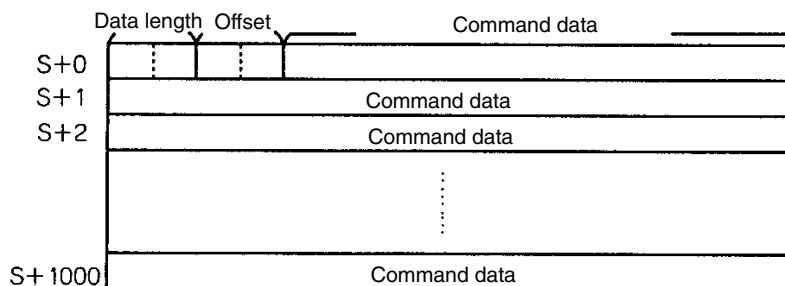 Data length Offset Command data
S+0
S+1 Command data
S+2 Command data
S+1000 Command data